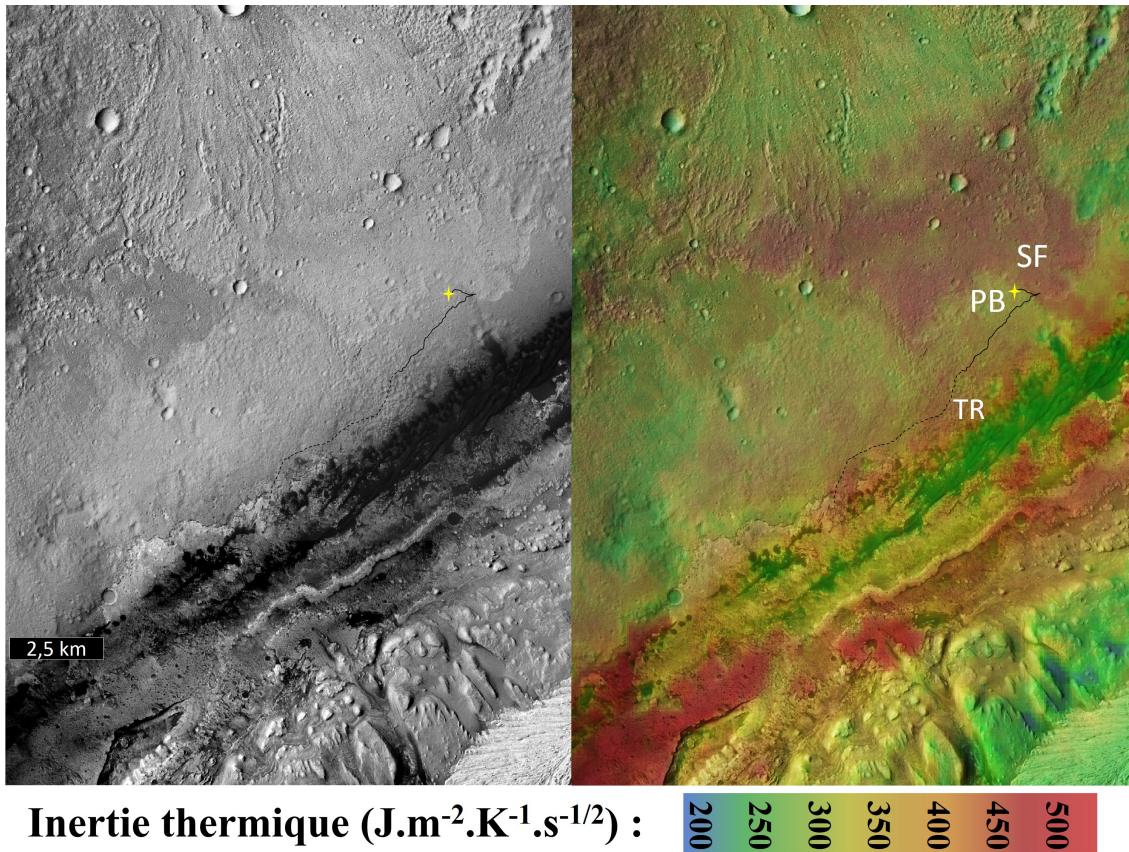 SF
PB
TR
2,5 km
Inertie thermique (J.m-2.K-1.s-1/2) :
200 250 300 350 400 450 500